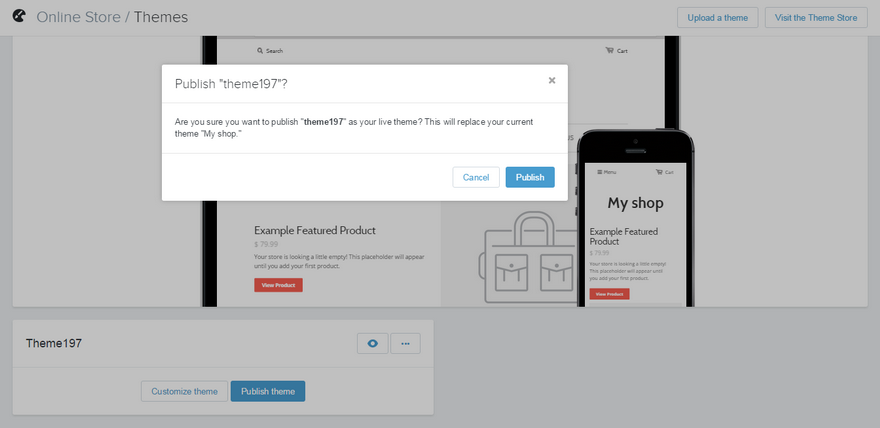 Online Store / Themes
Upload a theme
Visit the Theme Store
Search
Cart
Publish "theme197"?
×
Are you sure you want to publish "theme197" as your live theme? This will replace your current
theme "My shop."
Cancel
Publish
Menu
Cart
My shop
Example Featured Product
$ 79.99
Your store is looking a little empty! This placeholder will appear
until you add your first product.
View Product
Example Featured
Product
$ 79.99
Your store is looking a little empty!
This placeholder will appear
until you add your first product.
View Product
Theme197
Customize theme
Publish theme